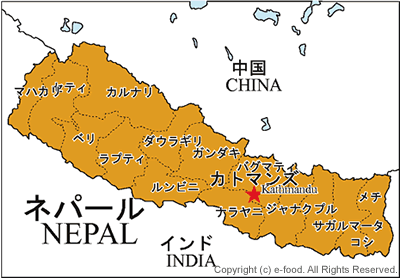 中国
CHINA
マハカリ
セティ
カルナリ
ベリ
ラプティ
ダウラギリ
ガンダキ
ルンビニ
バグマティ
カトマンズ
Kathmandu
ナラヤニ
ジャナクプル
サガルマータ
メチ
コシ
ネパール
NEPAL
インド
INDIA
Copyright (c) e-food. All Rights Reserved.